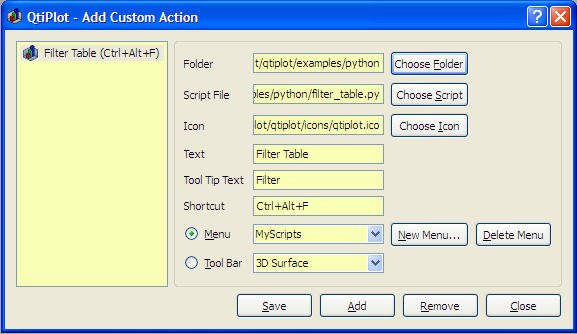 QtiPlot - Add Custom Action
Filter Table (Ctrl+Alt+F)
Folder t/qtiplot/examples/python Choose Folder
Script File ples/python/filter_table.py Choose Script
Icon plot/qtiplot/icons/qtiplot.ico Choose Icon
Text Filter Table
Tool Tip Text Filter
Shortcut Ctrl+Alt+F
Menu MyScripts New Menu... Delete Menu
Tool Bar 3D Surface
Save Add Remove Close